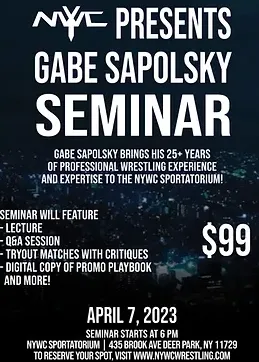 NYWC PRESENTS
GABE SAPOLSKY
SEMINAR
GABE SAPOLSKY BRINGS HIS 25+ YEARS
OF PROFESSIONAL WRESTLING EXPERIENCE
AND EXPERTISE TO THE NYWC SPORTATORIUM!
SEMINAR WILL FEATURE
- LECTURE
- Q&A SESSION
- TRYOUT MATCHES WITH CRITIQUES
- DIGITAL COPY OF PROMO PLAYBOOK
AND MORE!
$99
APRIL 7, 2023
SEMINAR STARTS AT 6 PM
NYWC SPORTATORIUM | 435 BROOK AVE DEER PARK, NY 11729
TO RESERVE YOUR SPOT, VISIT WWW.NYWCWRESTLING.COM